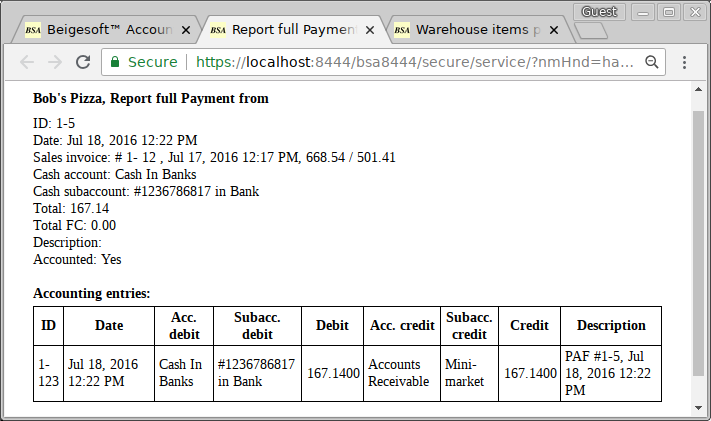 Guest
BSA Beigesoft™ Accoun
BSA Report full Paymen
BSA Warehouse items p
Secure https://localhost:8444/bsa8444/secure/service/?nmHnd=ha...
Bob's Pizza, Report full Payment from
ID: 1-5
Date: Jul 18, 2016 12:22 PM
Sales invoice: # 1- 12 , Jul 17, 2016 12:17 PM, 668.54 / 501.41
Cash account: Cash In Banks
Cash subaccount: #1236786817 in Bank
Total: 167.14
Total FC: 0.00
Description:
Accounted: Yes
Accounting entries:
ID Date Acc. debit Subacc. debit Debit Acc. credit Subacc. credit Credit Description
1-123 Jul 18, 2016 12:22 PM Cash In Banks #1236786817 in Bank 167.1400 Accounts Receivable Mini-market 167.1400 PAF #1-5, Jul 18, 2016 12:22 PM